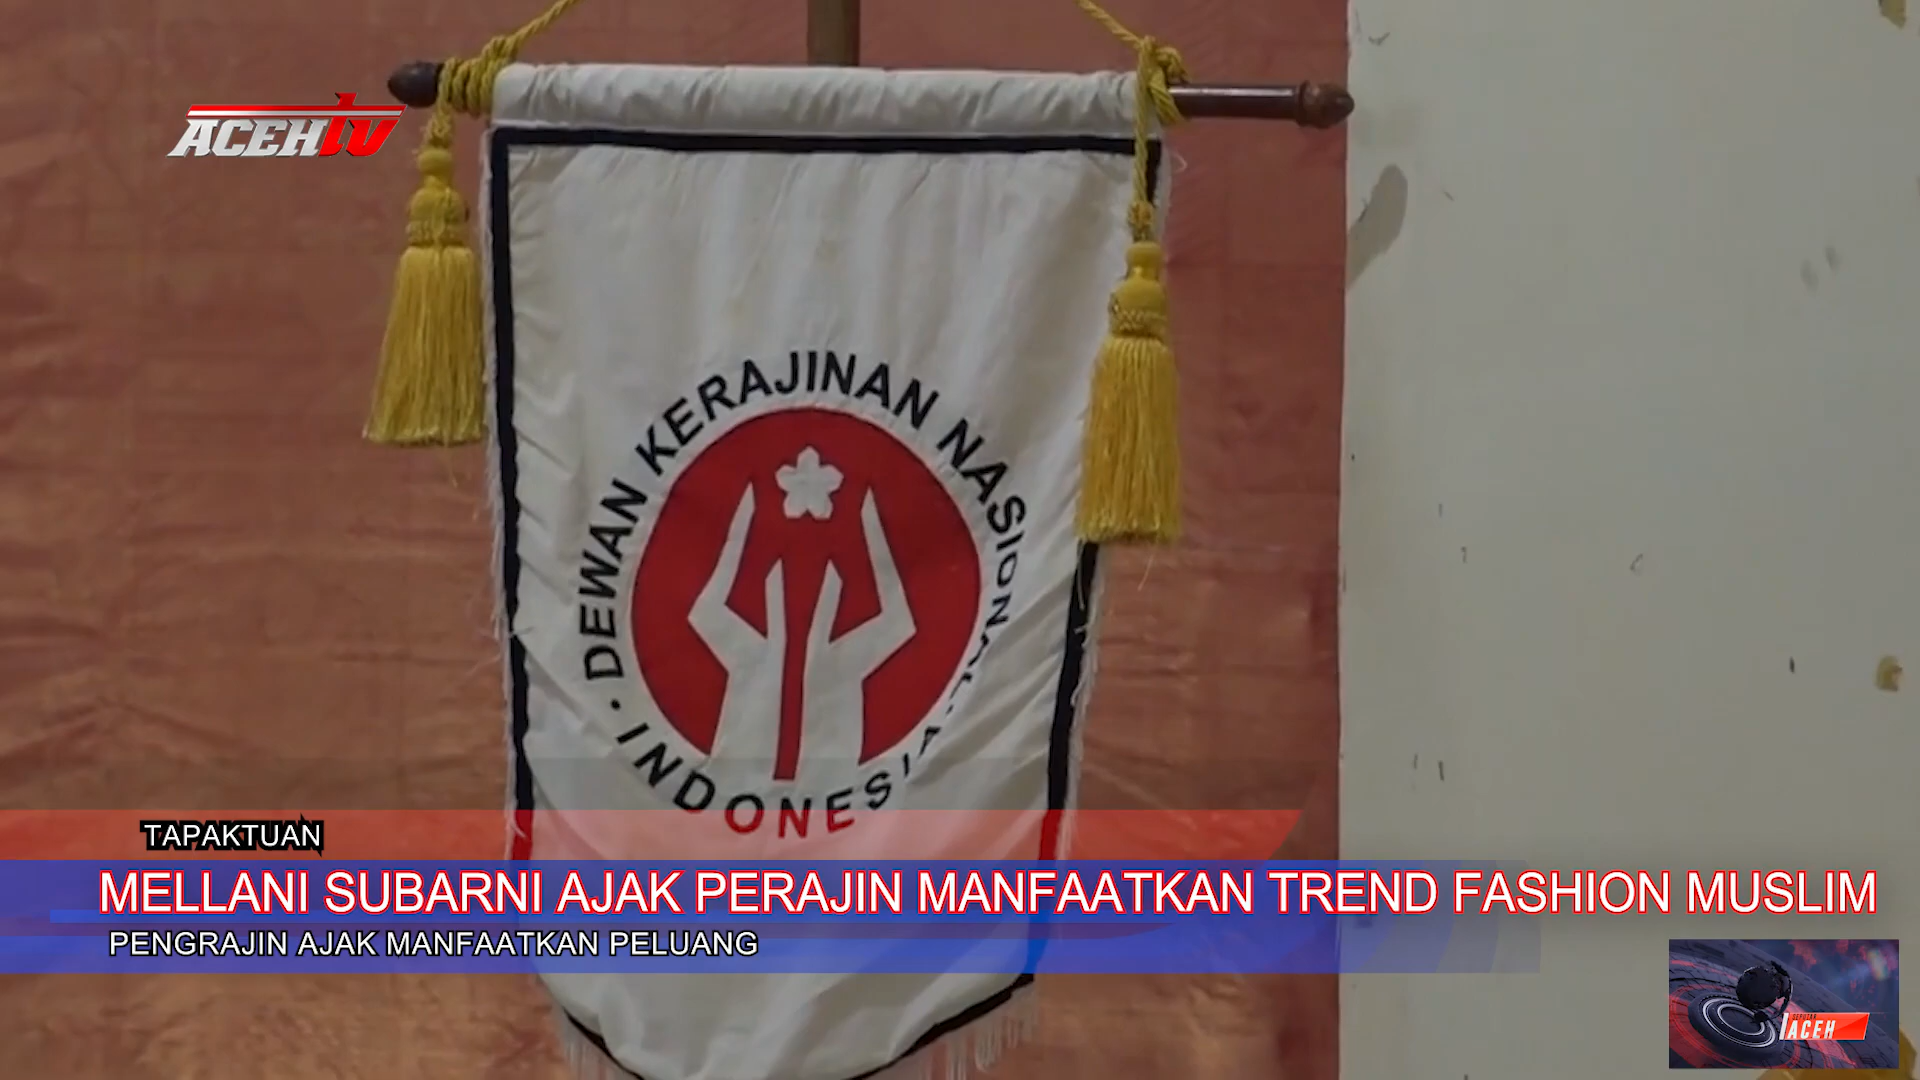 ACEHtv
DEWAN KERAJINAN NASIONAL
· INDONESIA ·
TAPAKTUAN
MELLANI SUBARNI AJAK PERAJIN MANFAATKAN TREND FASHION MUSLIM
PENGRAJIN AJAK MANFAATKAN PELUANG
SEPUTAR
ACEH